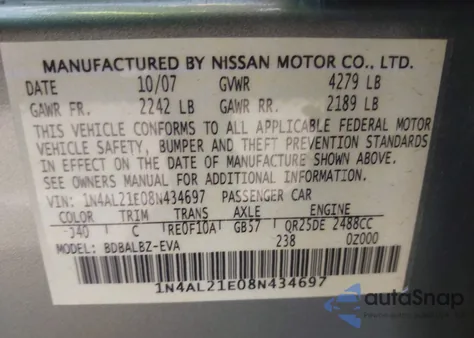 MANUFACTURED BY NISSAN MOTOR CO., LTD.
DATE 10/07 GVWR 4279 LB
GAWR FR. 2242 LB GAWR RR. 2189 LB
THIS VEHICLE CONFORMS TO ALL APPLICABLE FEDERAL MOTOR
VEHICLE SAFETY, BUMPER AND THEFT PREVENTION STANDARDS
IN EFFECT ON THE DATE OF MANUFACTURE SHOWN ABOVE.
SEE OWNERS MANUAL FOR ADDITIONAL INFORMATION.
VIN: 1N4AL21E08N434697 PASSENGER CAR
COLOR TRIM TRANS AXLE ENGINE
C RE0F10A GB57 QR25DE 2488CC
MODEL: BDBALBZ-EVA 238 0Z000
1N4AL21E08N434697
autoSnap